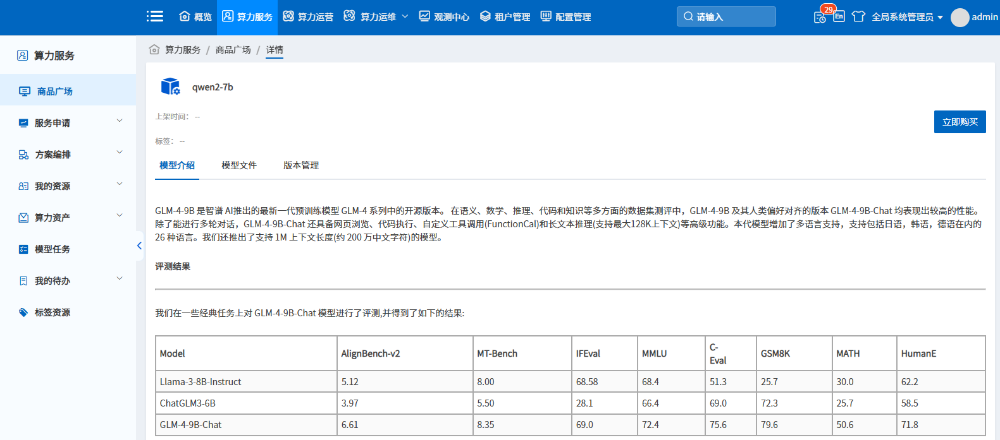 概览 算力服务 算力运营 算力运维 观测中心 租户管理 配置管理 请输入 29 En 全局系统管理员 admin
算力服务
商品广场
服务申请
方案编排
我的资源
算力资产
模型任务
我的待办
标签资源
算力服务 / 商品广场 / 详情
qwen2-7b
上架时间： --
立即购买
标签： --
模型介绍 模型文件 版本管理
GLM-4-9B 是智谱 AI推出的最新一代预训练模型 GLM-4 系列中的开源版本。 在语义、数学、推理、代码和知识等多方面的数据集测评中，GLM-4-9B 及其人类偏好对齐的版本 GLM-4-9B-Chat 均表现出较高的性能。
除了能进行多轮对话，GLM-4-9B-Chat 还具备网页浏览、代码执行、自定义工具调用(FunctionCal)和长文本推理(支持最大128K上下文)等高级功能。本代模型增加了多语言支持，支持包括日语，韩语，德语在内的
26 种语言。我们还推出了支持 1M 上下文长度(约 200 万中文字符)的模型。
评测结果
我们在一些经典任务上对 GLM-4-9B-Chat 模型进行了评测,并得到了如下的结果:
Model AlignBench-v2 MT-Bench IFEval MMLU C-Eval GSM8K MATH HumanE
Llama-3-8B-Instruct 5.12 8.00 68.58 68.4 51.3 25.7 30.0 62.2
ChatGLM3-6B 3.97 5.50 28.1 66.4 69.0 72.3 25.7 58.5
GLM-4-9B-Chat 6.61 8.35 69.0 72.4 75.6 79.6 50.6 71.8